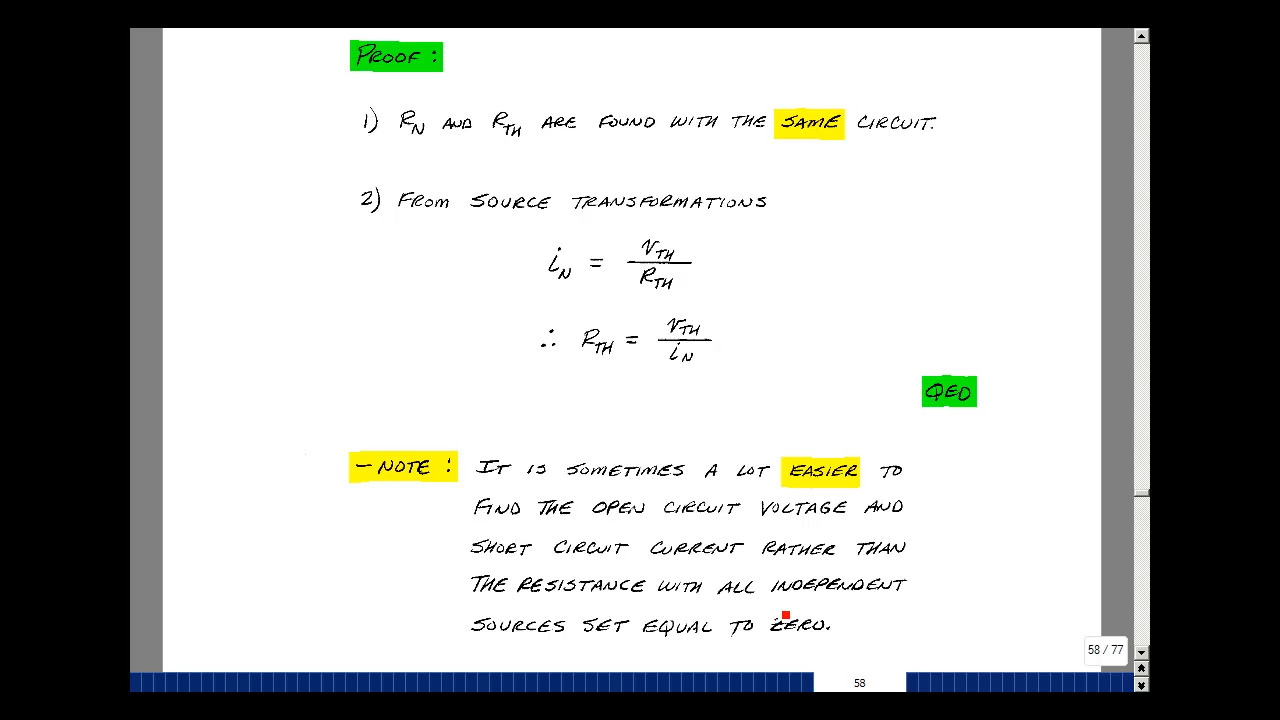 PROOF:
1) R_N AND R_TH ARE FOUND WITH THE SAME CIRCUIT.
2) FROM SOURCE TRANSFORMATIONS
i_N = V_TH / R_TH
∴ R_TH = V_TH / i_N
QED
- NOTE: IT IS SOMETIMES A LOT EASIER TO
FIND THE OPEN CIRCUIT VOLTAGE AND
SHORT CIRCUIT CURRENT RATHER THAN
THE RESISTANCE WITH ALL INDEPENDENT
SOURCES SET EQUAL TO ZERO.
58 / 77
58